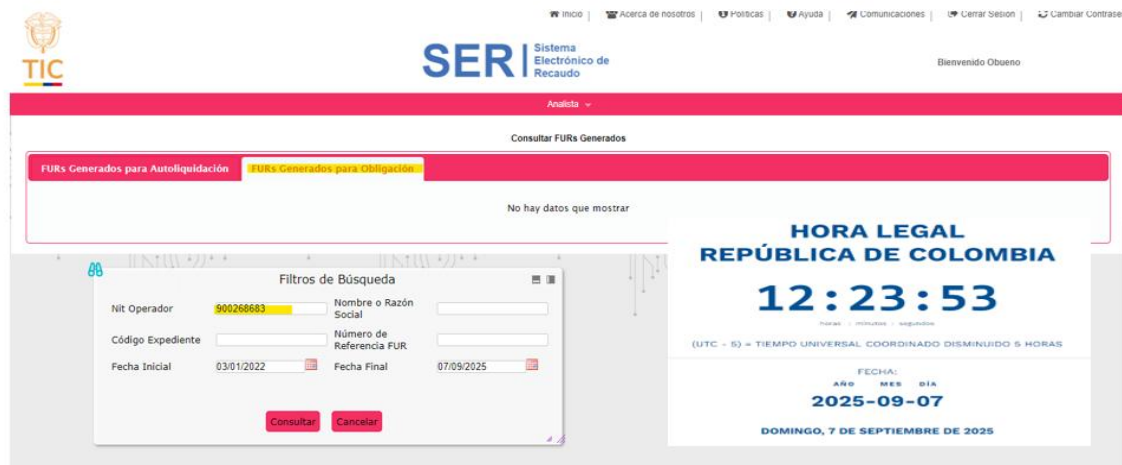 Inicio | Acerca de nosotros | Políticas | Ayuda | Comunicaciones | Cerrar Sesión | Cambiar Contrase
TIC
SER | Sistema
Electrónico de
Recaudo
Bienvenido Obueno
Analista
Consultar FURs Generados
FURs Generados para Autoliquidación FURs Generados para Obligación
No hay datos que mostrar
Filtros de Búsqueda
Nit Operador 900268683 Nombre o Razón
Social
Código Expediente Número de
Referencia FUR
Fecha Inicial 03/01/2022 Fecha Final 07/09/2025
Consultar Cancelar
HORA LEGAL
REPÚBLICA DE COLOMBIA
12:23:53
horas : minutos : segundos
(UTC - 5) = TIEMPO UNIVERSAL COORDINADO DISMINUIDO 5 HORAS
FECHA:
AÑO MES DÍA
2025-09-07
DOMINGO, 7 DE SEPTIEMBRE DE 2025